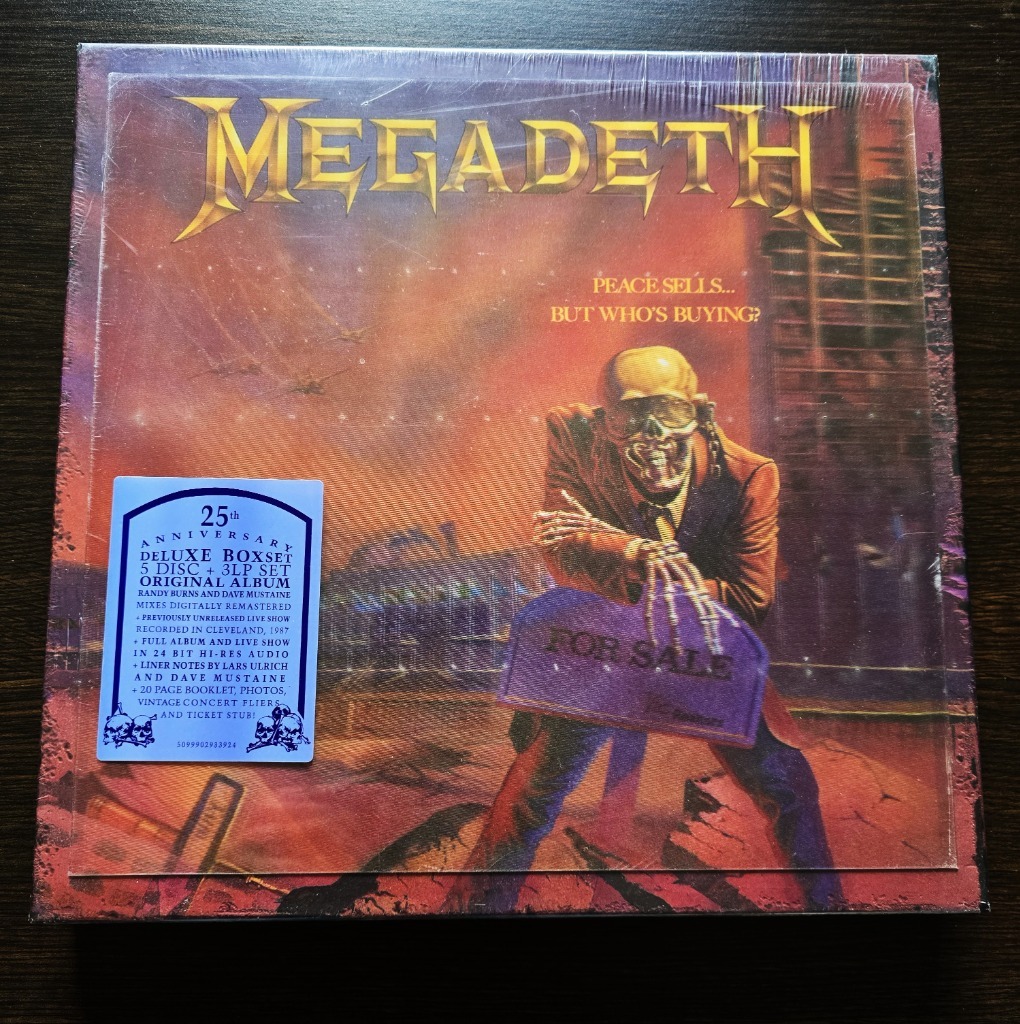 MEGADETH
PEACE SELLS...
BUT WHO'S BUYING?
25th
ANNIVERSARY
DELUXE BOXSET
5 DISC + 3LP SET
ORIGINAL ALBUM
RANDY BURNS AND DAVE MUSTAINE
MIXES DIGITALLY REMASTERED
+ PREVIOUSLY UNRELEASED LIVE SHOW
RECORDED IN CLEVELAND, 1987
+ FULL ALBUM AND LIVE SHOW
IN 24 BIT HI-RES AUDIO
+ LINER NOTES BY LARS ULRICH
AND DAVE MUSTAINE
+ 20 PAGE BOOKLET, PHOTOS,
VINTAGE CONCERT FLIERS
AND TICKET STUB!
5099902933924
FOR SALE